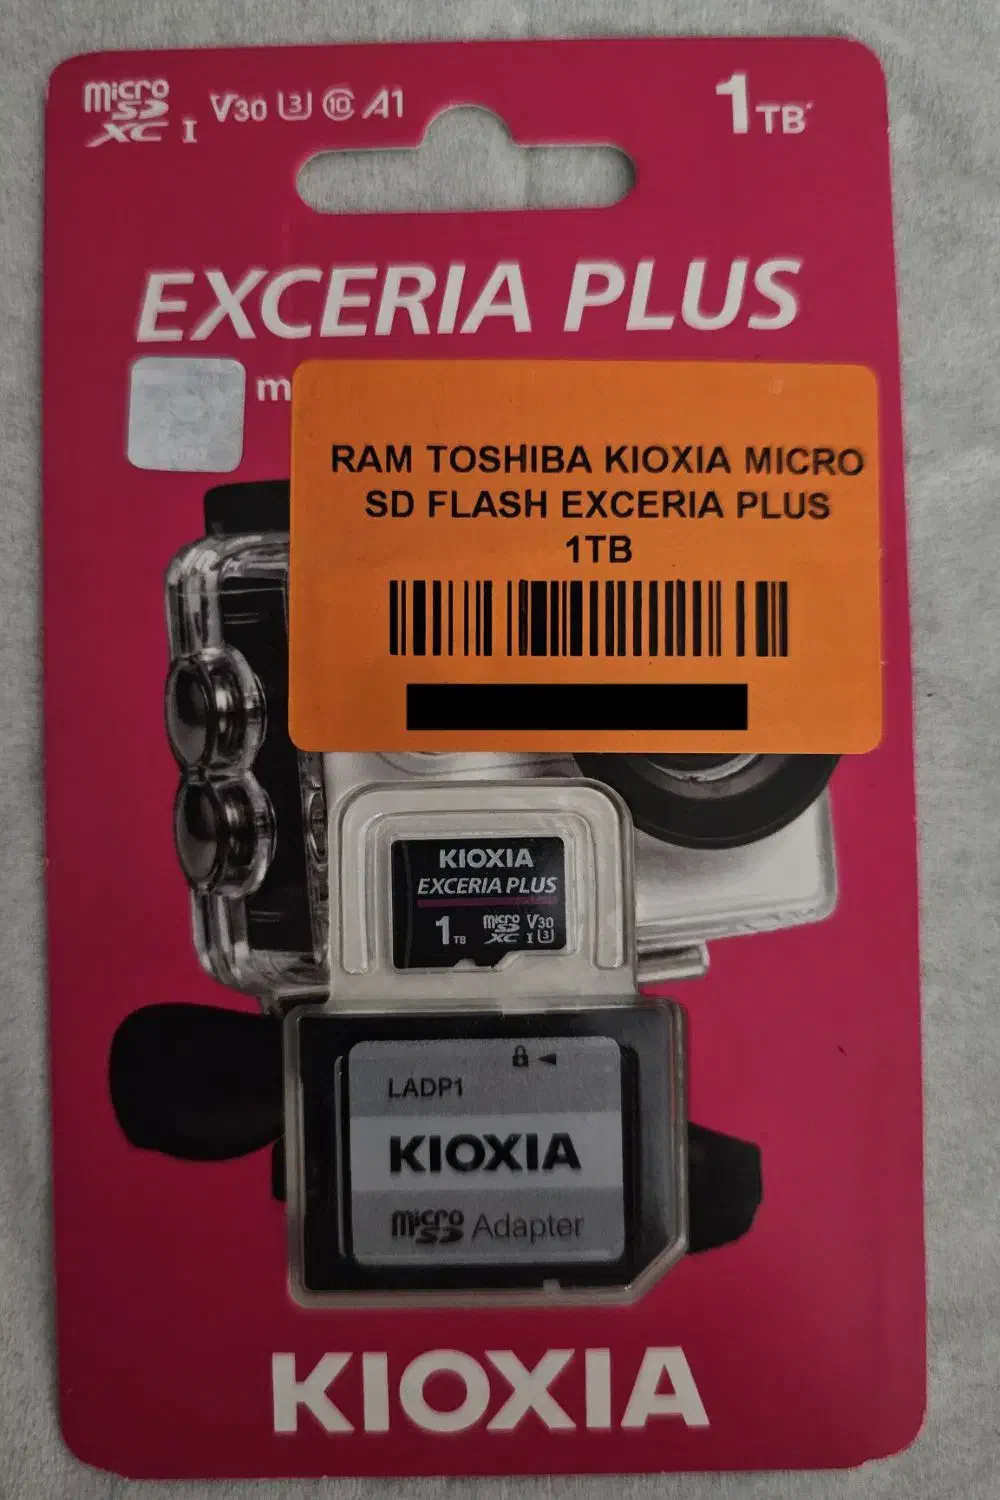 micro SD XC I V30 U3 C10 A1 1TB
EXCERIA PLUS
RAM TOSHIBA KIOXIA MICRO
SD FLASH EXCERIA PLUS
1TB
KIOXIA
EXCERIA PLUS
1TB micro SD XC I V30 U3
LADP1
KIOXIA
micro SD Adapter
KIOXIA